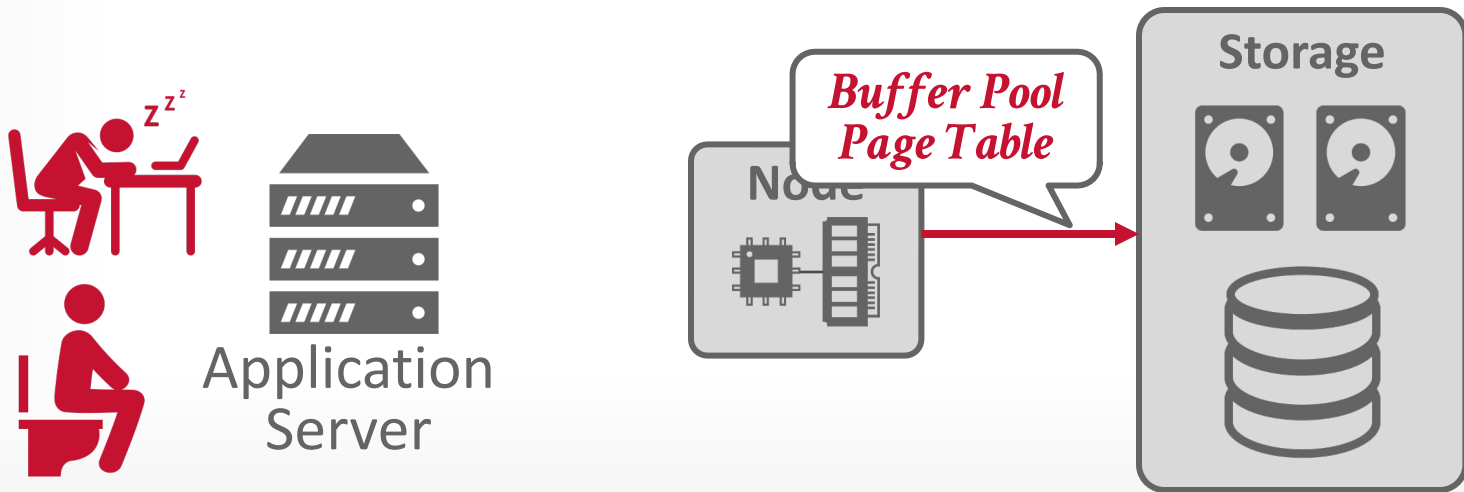 z z z
Application
Server
Buffer Pool
Page Table
Node
Storage